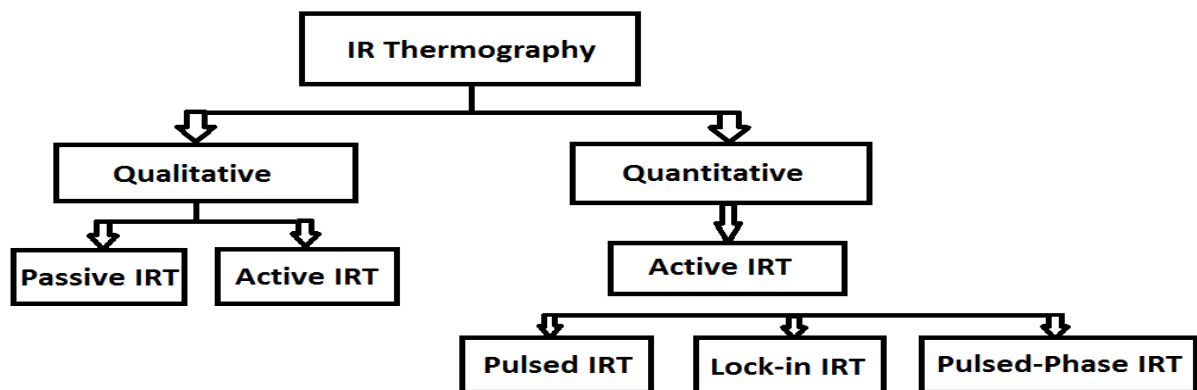 IR Thermography
Qualitative
Quantitative
Passive IRT
Active IRT
Active IRT
Pulsed IRT
Lock-in IRT
Pulsed-Phase IRT